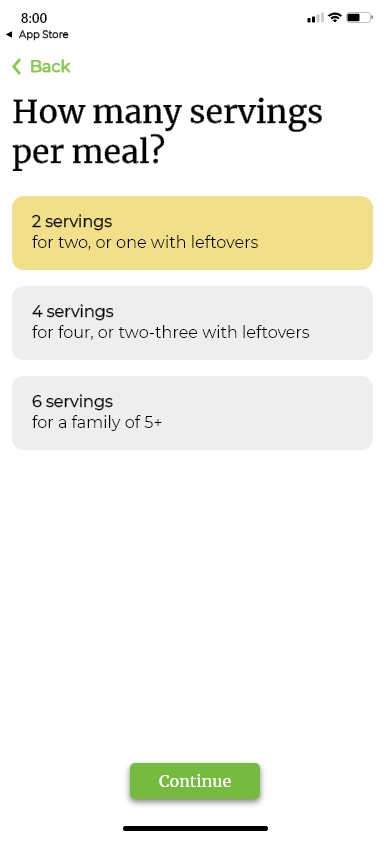 8:00
App Store
Back
How many servings
per meal?
2 servings
for two, or one with leftovers
4 servings
for four, or two-three with leftovers
6 servings
for a family of 5+
Continue